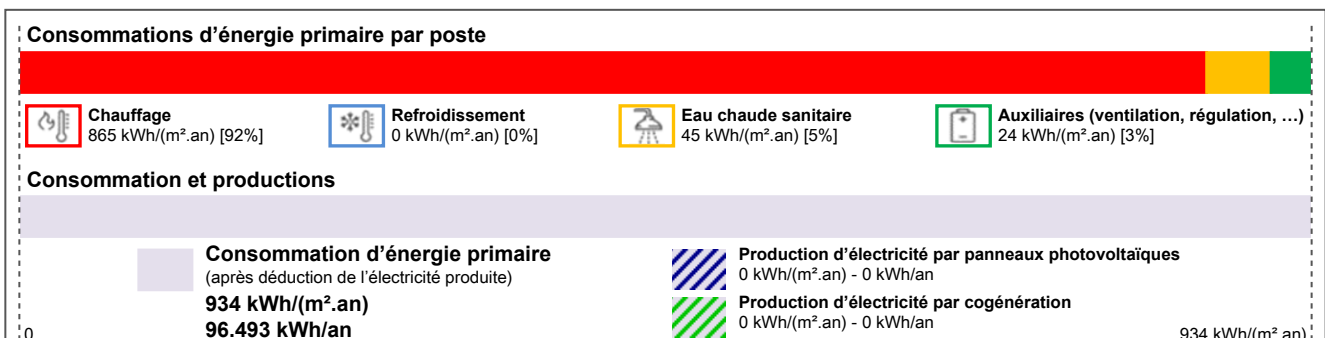 Consommations d’énergie primaire par poste
Chauffage
865 kWh/(m².an) [92%]
Refroidissement
0 kWh/(m².an) [0%]
Eau chaude sanitaire
45 kWh/(m².an) [5%]
Auxiliaires (ventilation, régulation, …)
24 kWh/(m².an) [3%]
Consommation et productions
Consommation d’énergie primaire
(après déduction de l’électricité produite)
934 kWh/(m².an)
96.493 kWh/an
Production d’électricité par panneaux photovoltaïques
0 kWh/(m².an) - 0 kWh/an
Production d’électricité par cogénération
0 kWh/(m².an) - 0 kWh/an
0
934 kWh/(m².an)